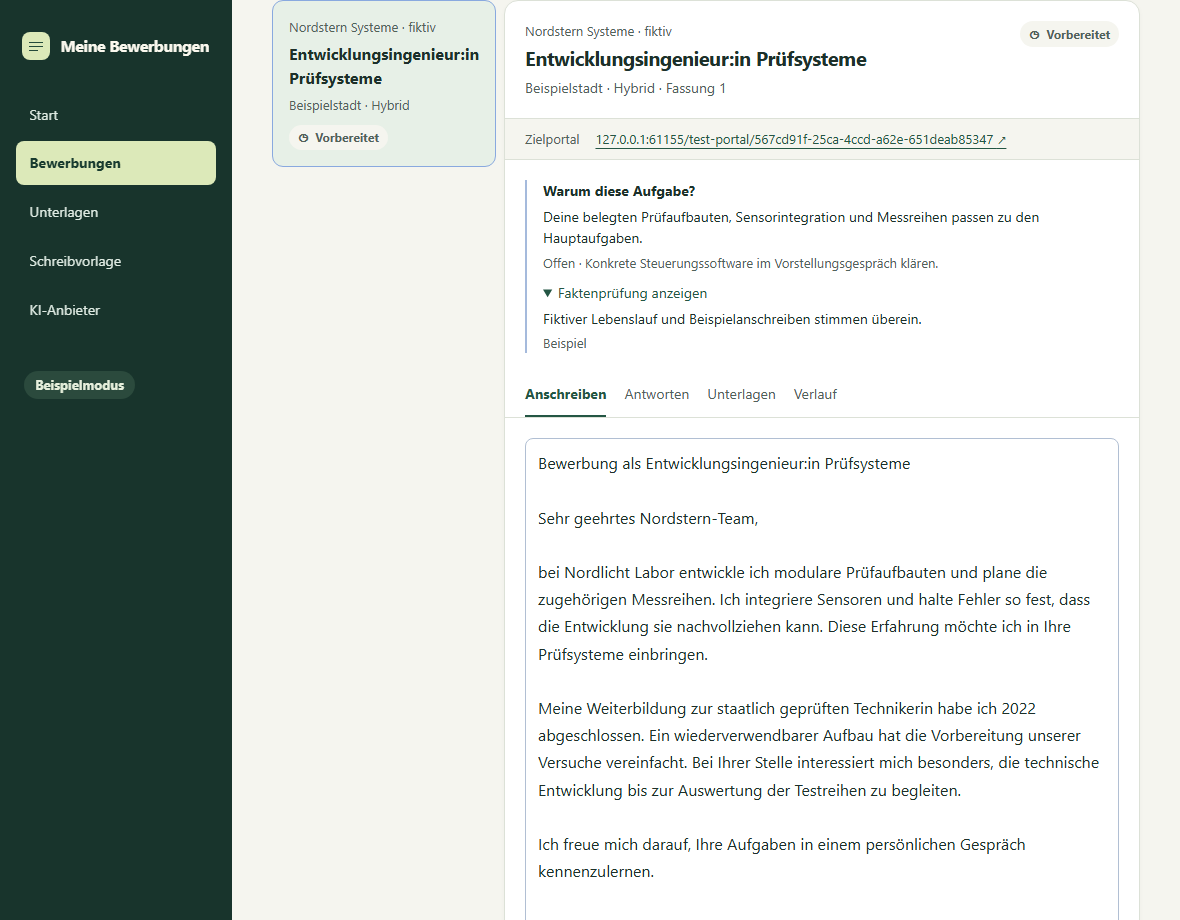 Meine Bewerbungen
Start
Bewerbungen
Unterlagen
Schreibvorlage
KI-Anbieter
Beispielmodus
Nordstern Systeme · fiktiv
Entwicklungsingenieur:in
Prüfsysteme
Beispielstadt · Hybrid
Vorbereitet
Nordstern Systeme · fiktiv
Entwicklungsingenieur:in Prüfsysteme
Beispielstadt · Hybrid · Fassung 1
Vorbereitet
Zielportal 127.0.0.1:61155/test-portal/567cd91f-25ca-4ccd-a62e-651deab85347 ↗
Warum diese Aufgabe?
Deine belegten Prüfaufbauten, Sensorintegration und Messreihen passen zu den
Hauptaufgaben.
Offen · Konkrete Steuerungssoftware im Vorstellungsgespräch klären.
▼ Faktenprüfung anzeigen
Fiktiver Lebenslauf und Beispielanschreiben stimmen überein.
Beispiel
Anschreiben Antworten Unterlagen Verlauf
Bewerbung als Entwicklungsingenieur:in Prüfsysteme
Sehr geehrtes Nordstern-Team,
bei Nordlicht Labor entwickle ich modulare Prüfaufbauten und plane die
zugehörigen Messreihen. Ich integriere Sensoren und halte Fehler so fest, dass
die Entwicklung sie nachvollziehen kann. Diese Erfahrung möchte ich in Ihre
Prüfsysteme einbringen.
Meine Weiterbildung zur staatlich geprüften Technikerin habe ich 2022
abgeschlossen. Ein wiederverwendbarer Aufbau hat die Vorbereitung unserer
Versuche vereinfacht. Bei Ihrer Stelle interessiert mich besonders, die technische
Entwicklung bis zur Auswertung der Testreihen zu begleiten.
Ich freue mich darauf, Ihre Aufgaben in einem persönlichen Gespräch
kennenzulernen.